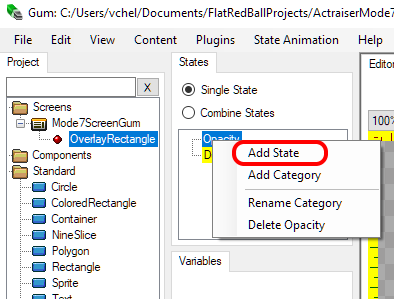 Gum: C:/Users/vchel/Documents/FlatRedBallProjects/ActraiserMode7
File Edit View Content Plugins State Animation Help
Project
States
Editor
X
Single State
Combine States
100%
Screens
Mode7ScreenGum
OverlayRectangle
Components
Standard
Circle
ColoredRectangle
Container
NineSlice
Polygon
Rectangle
Sprite
Text
Opacity
D
Add State
Add Category
Rename Category
Delete Opacity
Variables